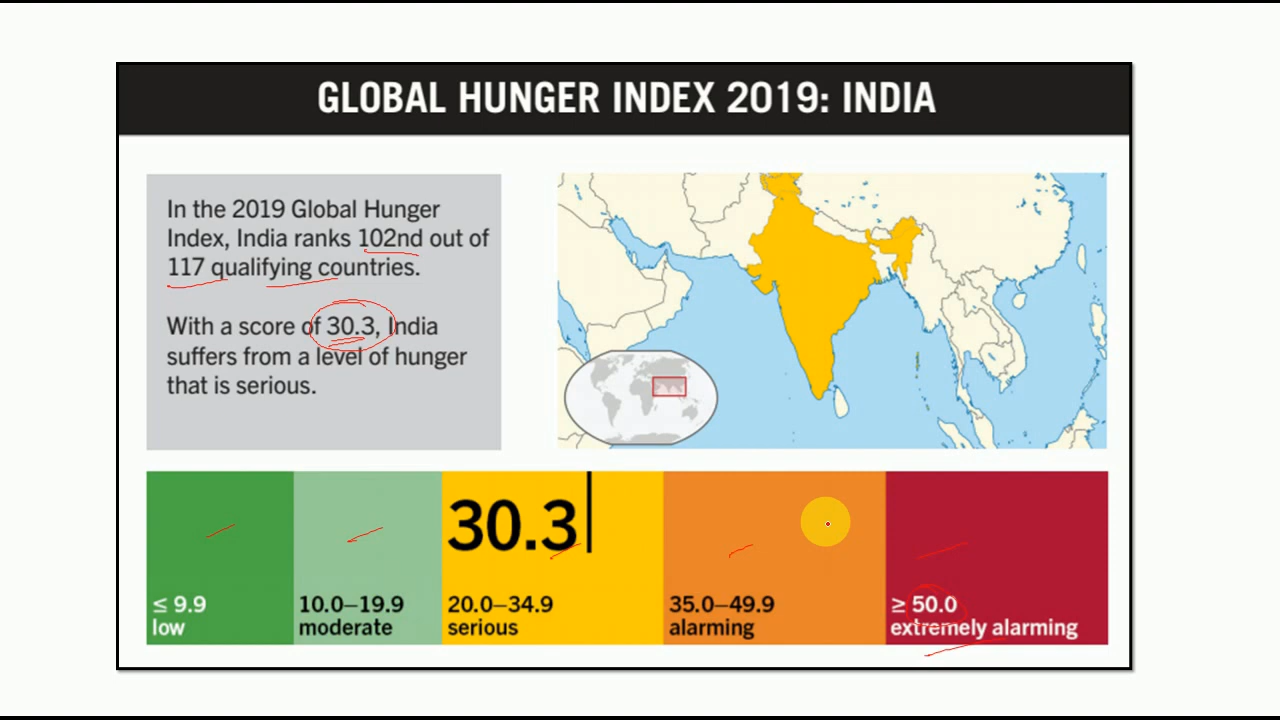 GLOBAL HUNGER INDEX 2019: INDIA
In the 2019 Global Hunger
Index, India ranks 102nd out of
117 qualifying countries.
With a score of 30.3, India
suffers from a level of hunger
that is serious.
30.3
≤ 9.9
low
10.0–19.9
moderate
20.0–34.9
serious
35.0–49.9
alarming
≥ 50.0
extremely alarming